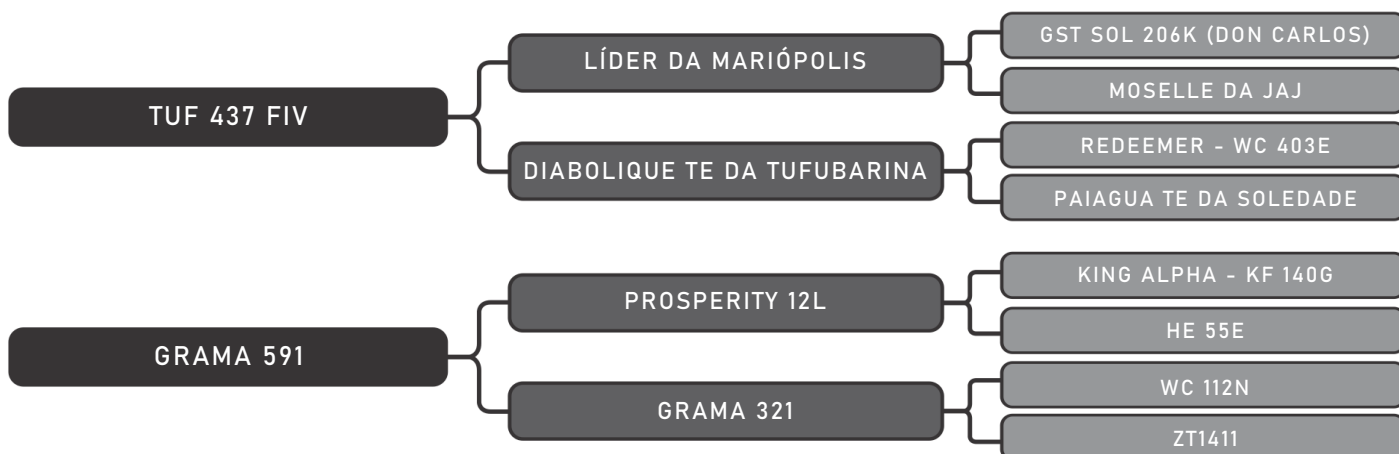 TUF 437 FIV
LÍDER DA MARIÓPOLIS
GST SOL 206K (DON CARLOS)
MOSELLE DA JAJ
DIABOLIQUE TE DA TUFUBARINA
REDEEMER - WC 403E
PAIAGUA TE DA SOLEDADE
GRAMA 591
PROSPERITY 12L
KING ALPHA - KF 140G
HE 55E
GRAMA 321
WC 112N
ZT1411